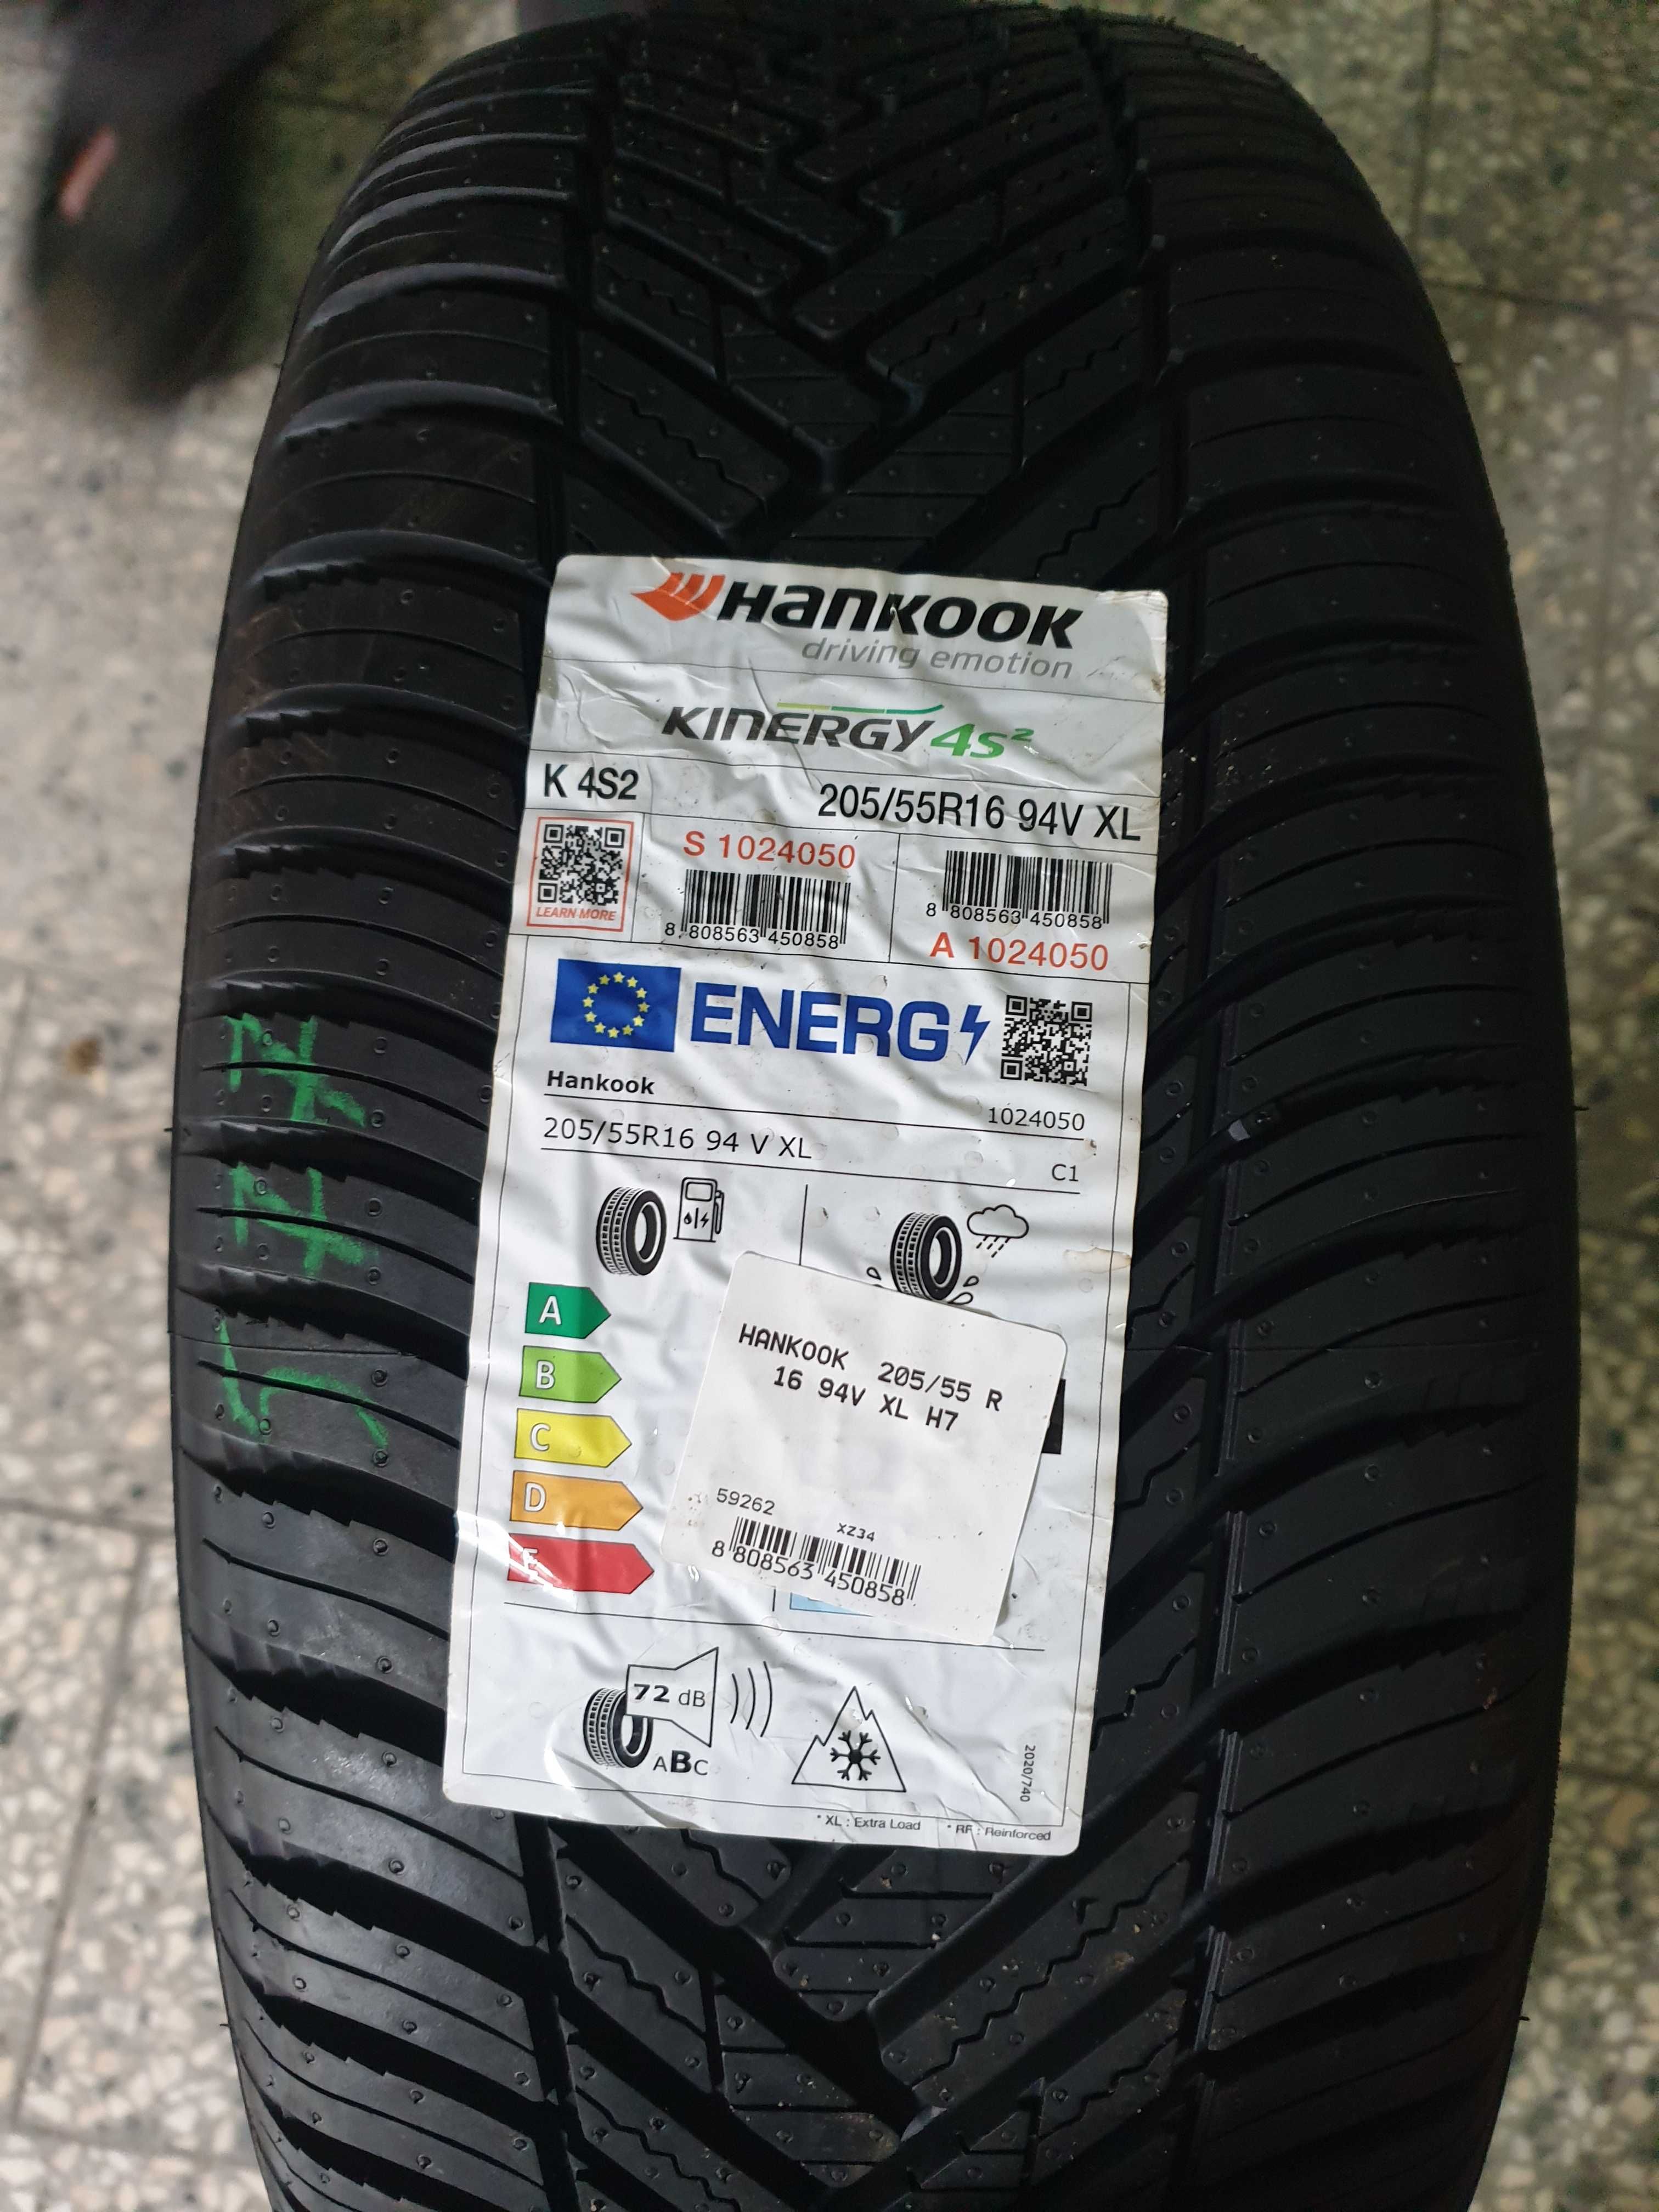 HANKOOK
driving emotion
KINERGY 4S²
K 4S2
205/55R16 94V XL
LEARN MORE
S 1024050
8 808563 450858
8 808563 450858
A 1024050
ENERG
Hankook
1024050
205/55R16 94 V XL
C1
A
B
C
D
E
HANKOOK 205/55 R
16 94V XL H7
59262
XZ34
8 808563 450858
72 dB
ABC
2020/740
* XL : Extra Load * RF : Reinforced